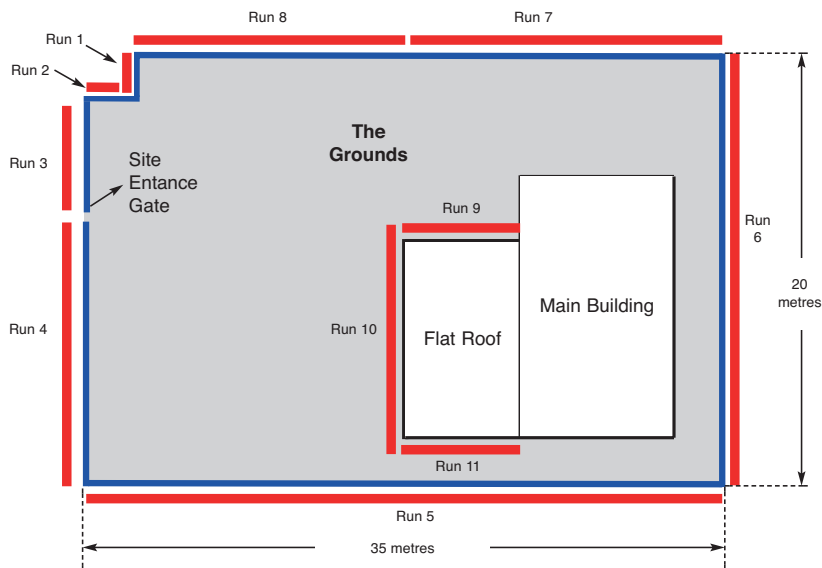 Run 8
Run 7
Run 1
Run 2
The
Grounds
Run 3
Site
Entance
Gate
Run 9
Run
6
20
metres
Main Building
Run 10
Flat Roof
Run 4
Run 11
Run 5
35 metres